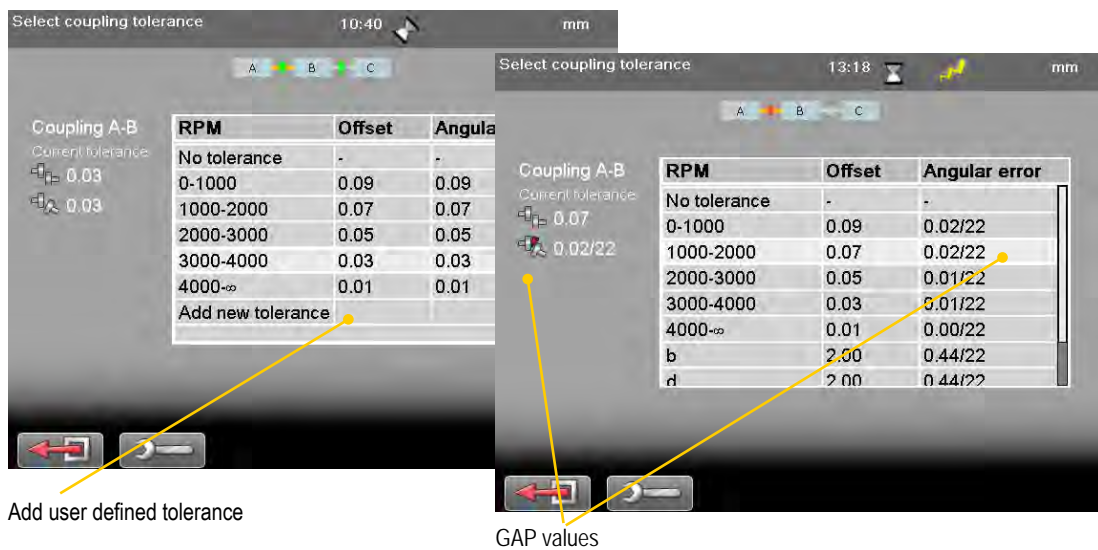 Select coupling tolerance 10:40 mm
A B C
Coupling A-B
Current tolerance
0.03
0.03
RPM Offset Angula
No tolerance - -
0-1000 0.09 0.09
1000-2000 0.07 0.07
2000-3000 0.05 0.05
3000-4000 0.03 0.03
4000-∞ 0.01 0.01
Add new tolerance
Add user defined tolerance
Select coupling tolerance 13:18 mm
A B C
Coupling A-B
Current tolerance
0.07
0.02/22
RPM Offset Angular error
No tolerance - -
0-1000 0.09 0.02/22
1000-2000 0.07 0.02/22
2000-3000 0.05 0.01/22
3000-4000 0.03 0.01/22
4000-∞ 0.01 0.00/22
b 2.00 0.44/22
d 2.00 0.44/22
GAP values